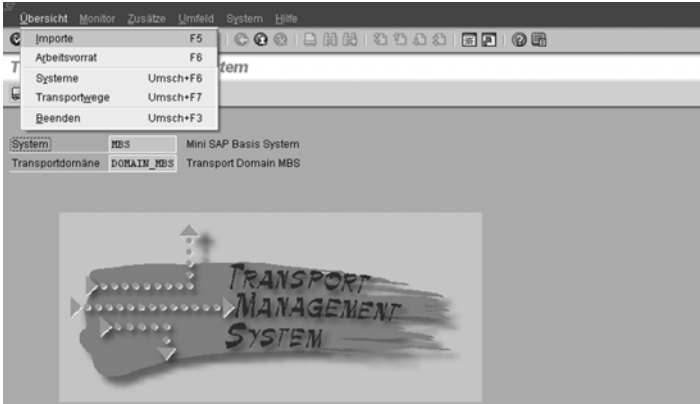 Übersicht Monitor Zusätze Umfeld System Hilfe
Importe F5
Arbeitsvorrat F6
Systeme Umsch+F6
Transportwege Umsch+F7
Beenden Umsch+F3
T tem
System MBS Mini SAP Basis System
Transportdomäne DOMAIN_MBS Transport Domain MBS
TRANSPORT
MANAGEMENT
SYSTEM